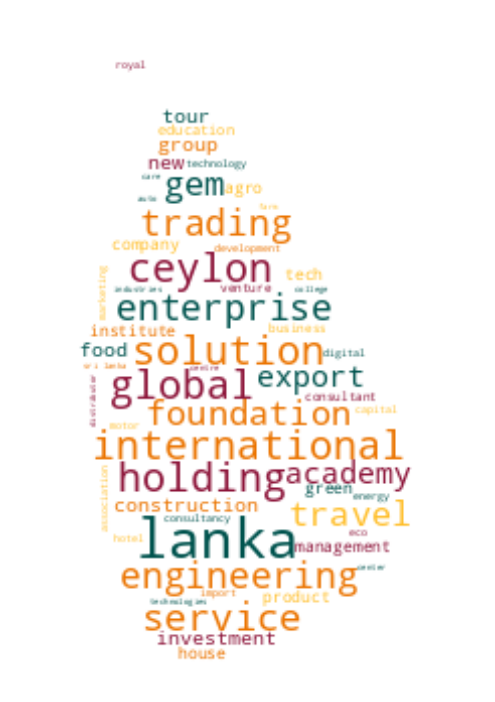 royal
tour
education
group
new technology
care
gem agro
auto
farm
trading
company development
ceylon tech
marketing
industries venture college
enterprise
institute business
food solution digital
sri lanka centre
global export
distributor
consultant
foundation capital
motor
international
holding academy
association
green energy
construction travel
consultancy
lanka eco
hotel management
engineering center
import product
technologies
service
investment
house